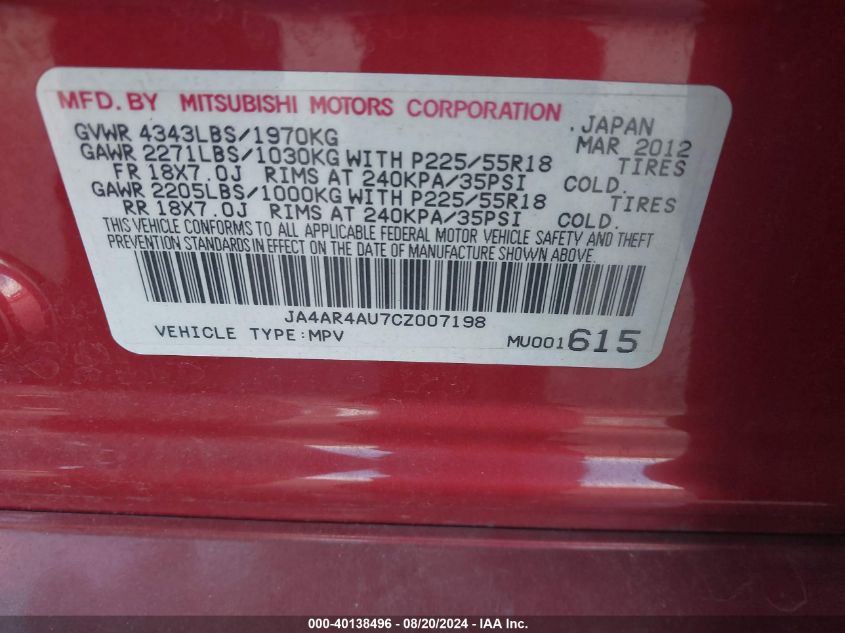 MFD. BY MITSUBISHI MOTORS CORPORATION
GVWR 4343LBS/1970KG . JAPAN MAR 2012
GAWR 2271LBS/1030KG WITH P225/55R18 TIRES
FR 18X7.0J RIMS AT 240KPA/35PSI COLD.
GAWR 2205LBS/1000KG WITH P225/55R18 TIRES
RR 18X7.0J RIMS AT 240KPA/35PSI COLD.
THIS VEHICLE CONFORMS TO ALL APPLICABLE FEDERAL MOTOR VEHICLE SAFETY AND THEFT
PREVENTION STANDARDS IN EFFECT ON THE DATE OF MANUFACTURE SHOWN ABOVE.
JA4AR4AU7CZ007198
VEHICLE TYPE:MPV MU001615
000-40138496 - 08/20/2024 - IAA Inc.